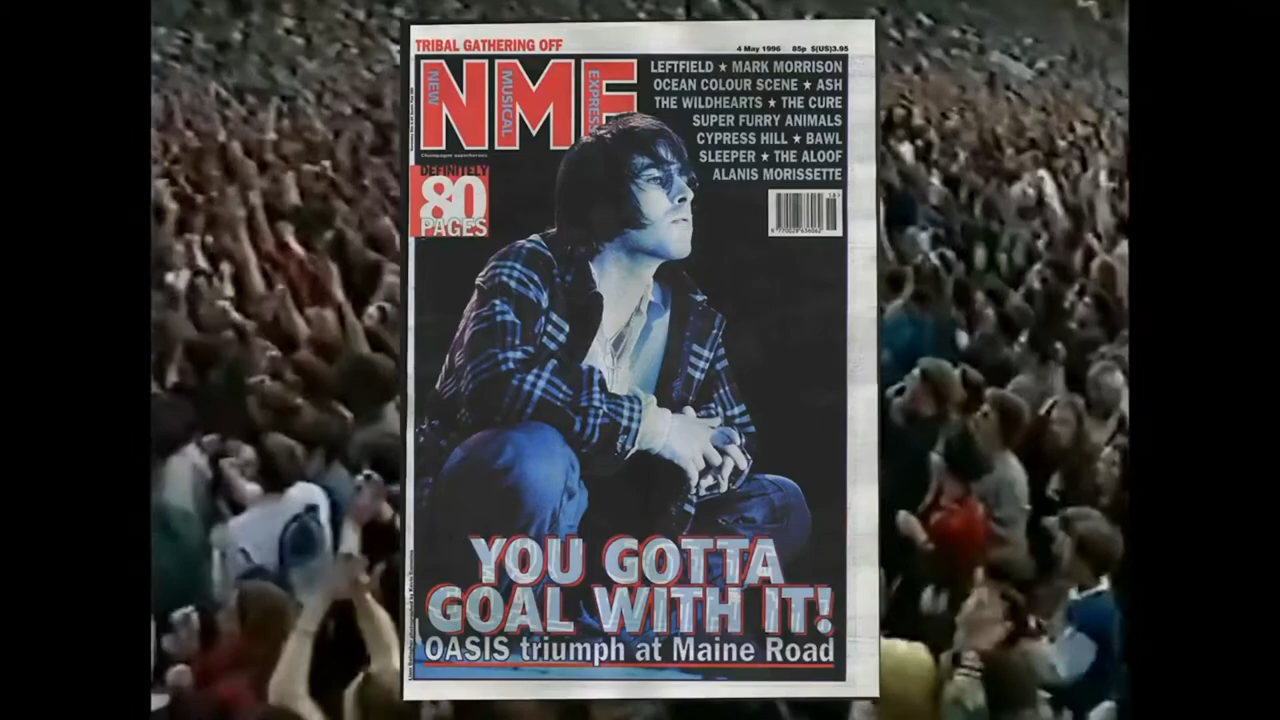 TRIBAL GATHERING OFF
4 May 1996 85p $(US)3.95
NME
NEW MUSICAL EXPRESS
LEFTFIELD ★ MARK MORRISON
OCEAN COLOUR SCENE ★ ASH
THE WILDHEARTS ★ THE CURE
SUPER FURRY ANIMALS
CYPRESS HILL ★ BAWL
SLEEPER ★ THE ALOOF
ALANIS MORISSETTE
Champagne superheroes
DEFINITELY
80
PAGES
YOU GOTTA
GOAL WITH IT!
OASIS triumph at Maine Road